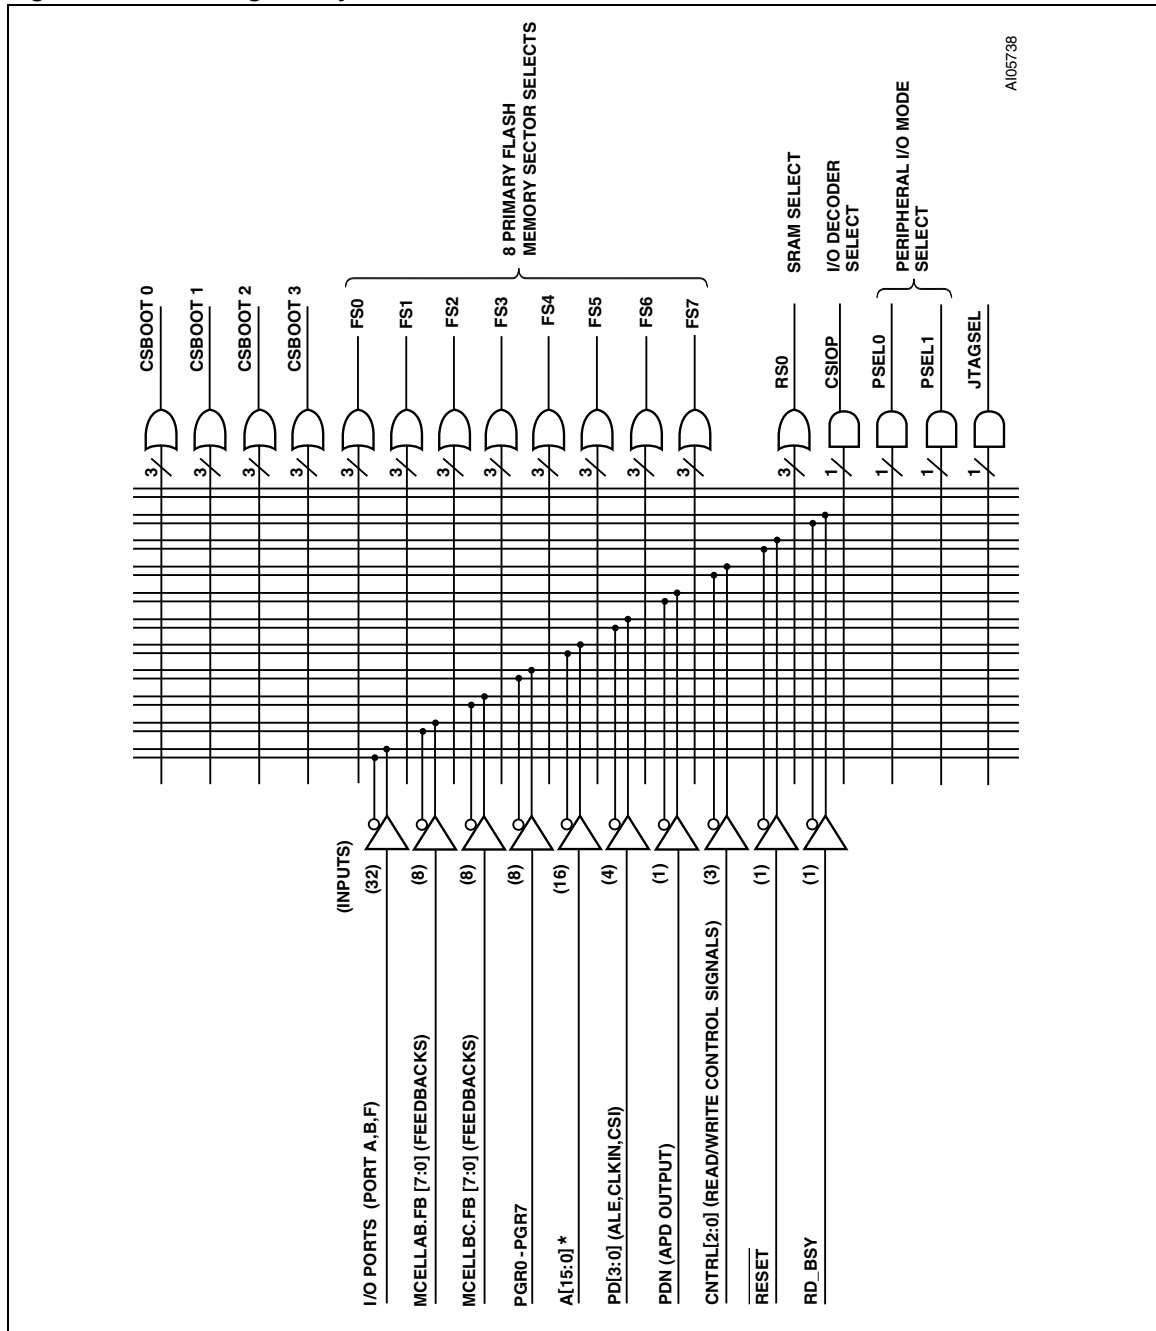 AI05738
8 PRIMARY FLASH
MEMORY SECTOR SELECTS
SRAM SELECT
I/O DECODER
SELECT
PERIPHERAL I/O MODE
SELECT
CSBOOT 0
CSBOOT 1
CSBOOT 2
CSBOOT 3
FS0
FS1
FS2
FS3
FS4
FS5
FS6
FS7
RS0
CSIOP
PSEL0
PSEL1
JTAGSEL
3
3
3
3
3
3
3
3
3
3
3
3
3
1
1
1
1
(INPUTS)
(32)
(8)
(8)
(8)
(16)
(4)
(1)
(3)
(1)
(1)
I/O PORTS (PORT A,B,F)
MCELLAB.FB [7:0] (FEEDBACKS)
MCELLBC.FB [7:0] (FEEDBACKS)
PGR0 -PGR7
A[15:0] *
PD[3:0] (ALE,CLKIN,CSI)
PDN (APD OUTPUT)
CNTRL[2:0] (READ/WRITE CONTROL SIGNALS)
RESET
RD_BSY